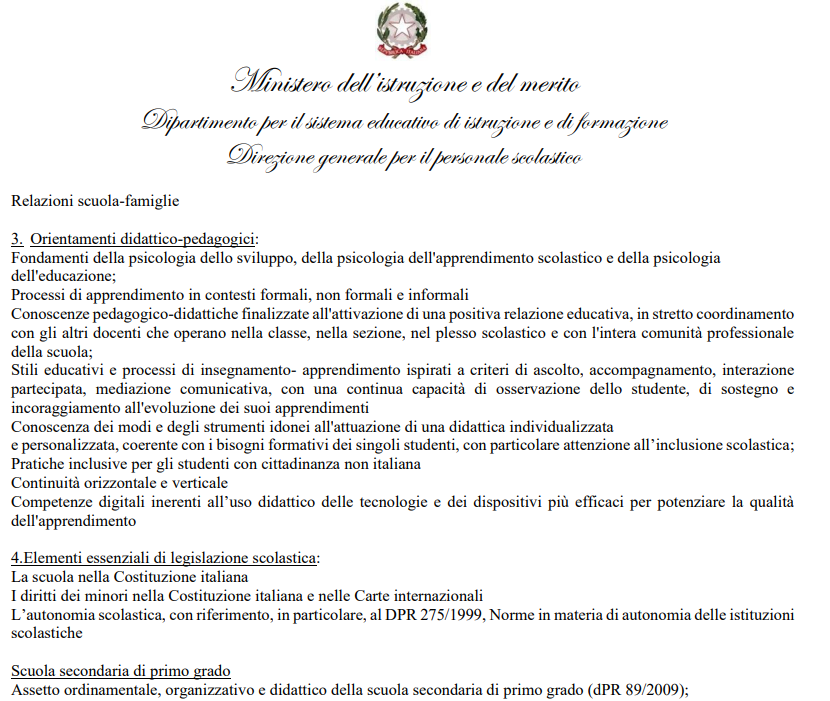 Ministero dell'istruzione e del merito
Dipartimento per il sistema educativo di istruzione e di formazione
Direzione generale per il personale scolastico
Relazioni scuola-famiglie
3. Orientamenti didattico-pedagogici:
Fondamenti della psicologia dello sviluppo, della psicologia dell'apprendimento scolastico e della psicologia
dell'educazione;
Processi di apprendimento in contesti formali, non formali e informali
Conoscenze pedagogico-didattiche finalizzate all'attivazione di una positiva relazione educativa, in stretto coordinamento
con gli altri docenti che operano nella classe, nella sezione, nel plesso scolastico e con l'intera comunità professionale
della scuola;
Stili educativi e processi di insegnamento- apprendimento ispirati a criteri di ascolto, accompagnamento, interazione
partecipata, mediazione comunicativa, con una continua capacità di osservazione dello studente, di sostegno e
incoraggiamento all'evoluzione dei suoi apprendimenti
Conoscenza dei modi e degli strumenti idonei all'attuazione di una didattica individualizzata
e personalizzata, coerente con i bisogni formativi dei singoli studenti, con particolare attenzione all’inclusione scolastica;
Pratiche inclusive per gli studenti con cittadinanza non italiana
Continuità orizzontale e verticale
Competenze digitali inerenti all’uso didattico delle tecnologie e dei dispositivi più efficaci per potenziare la qualità
dell'apprendimento
4.Elementi essenziali di legislazione scolastica:
La scuola nella Costituzione italiana
I diritti dei minori nella Costituzione italiana e nelle Carte internazionali
L’autonomia scolastica, con riferimento, in particolare, al DPR 275/1999, Norme in materia di autonomia delle istituzioni
scolastiche
Scuola secondaria di primo grado
Assetto ordinamentale, organizzativo e didattico della scuola secondaria di primo grado (dPR 89/2009);